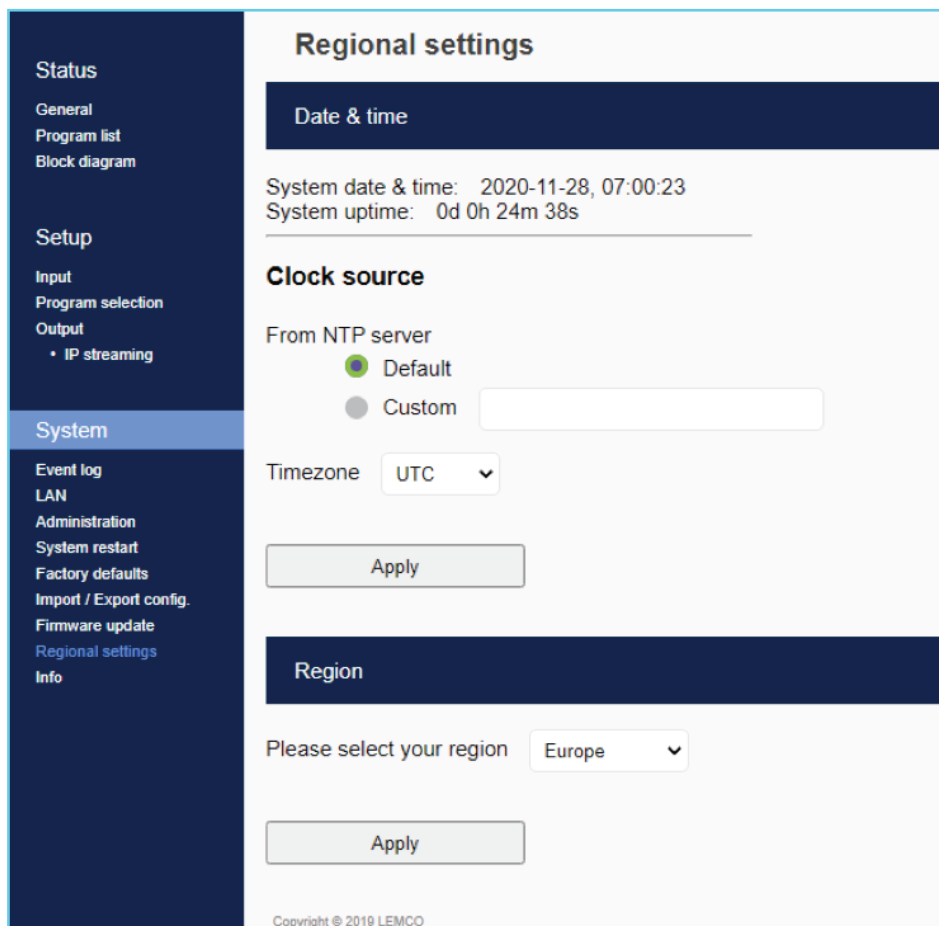 Status
General
Program list
Block diagram
Setup
Input
Program selection
Output
• IP streaming
System
Event log
LAN
Administration
System restart
Factory defaults
Import / Export config.
Firmware update
Regional settings
Info
Regional settings
Date & time
System date & time: 2020-11-28, 07:00:23
System uptime: 0d 0h 24m 38s
Clock source
From NTP server
Default
Custom
Timezone UTC
Apply
Region
Please select your region Europe
Apply
Copyright © 2019 LEMCO